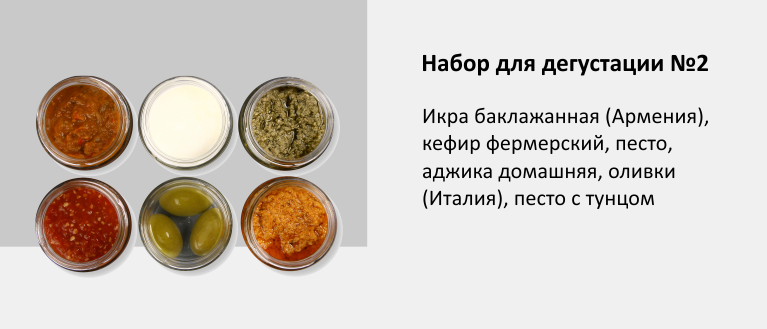 Набор для дегустации №2
Икра баклажанная (Армения),
кефир фермерский, песто,
аджика домашняя, оливки
(Италия), песто с тунцом